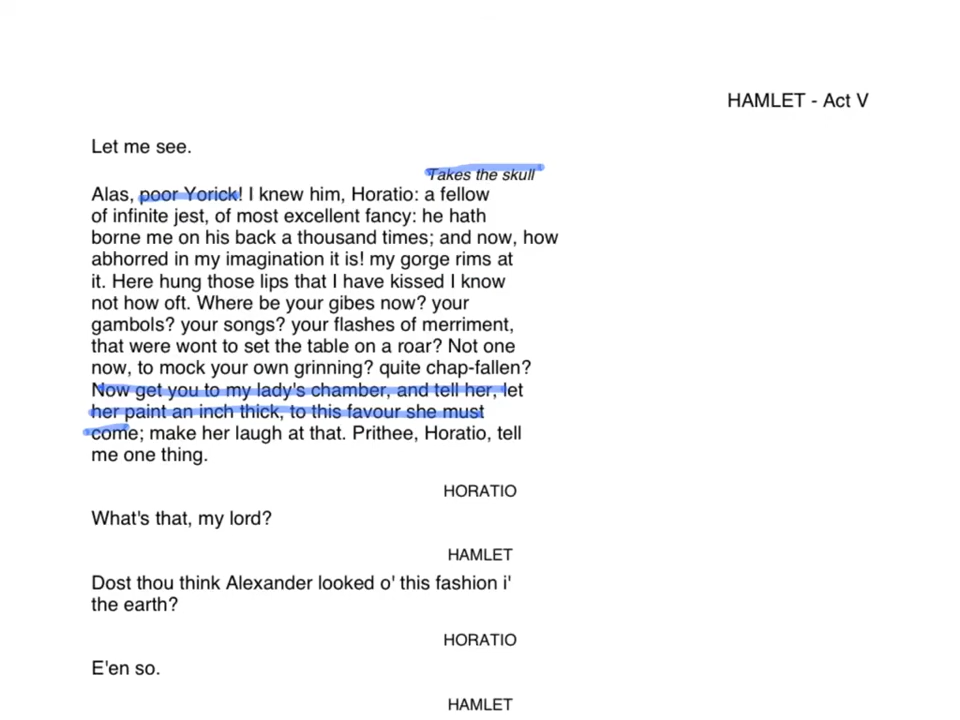 HAMLET - Act V
Let me see.
Takes the skull
Alas, poor Yorick! I knew him, Horatio: a fellow
of infinite jest, of most excellent fancy: he hath
borne me on his back a thousand times; and now, how
abhorred in my imagination it is! my gorge rims at
it. Here hung those lips that I have kissed I know
not how oft. Where be your gibes now? your
gambols? your songs? your flashes of merriment,
that were wont to set the table on a roar? Not one
now, to mock your own grinning? quite chap-fallen?
Now get you to my lady's chamber, and tell her, let
her paint an inch thick, to this favour she must
come; make her laugh at that. Prithee, Horatio, tell
me one thing.
HORATIO
What's that, my lord?
HAMLET
Dost thou think Alexander looked o' this fashion i'
the earth?
HORATIO
E'en so.
HAMLET